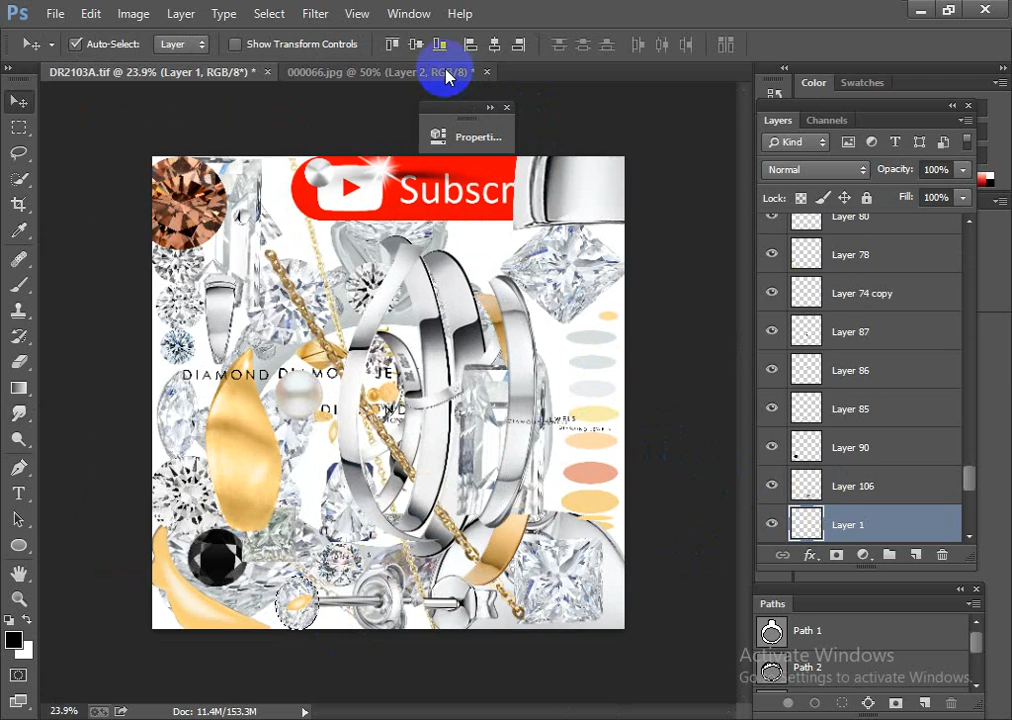 Ps File Edit Image Layer Type Select Filter View Window Help
Auto-Select: Layer Show Transform Controls
DR2103A.tif @ 23.9% (Layer 1, RGB/8*) * × 000066.jpg @ 50% (Layer 2, RGB/8) * ×
Color Swatches
Properti...
Layers Channels
Kind
Normal Opacity: 100%
Lock: Fill: 100%
Subscr
Layer 80
Layer 78
Layer 74 copy
Layer 87
Layer 86
Layer 85
Layer 90
Layer 106
Layer 1
DIAMOND DIAMO JE
Paths
Path 1
Path 2
Activate Windows
Go to Settings to activate Windows.
23.9% Doc: 11.4M/153.3M